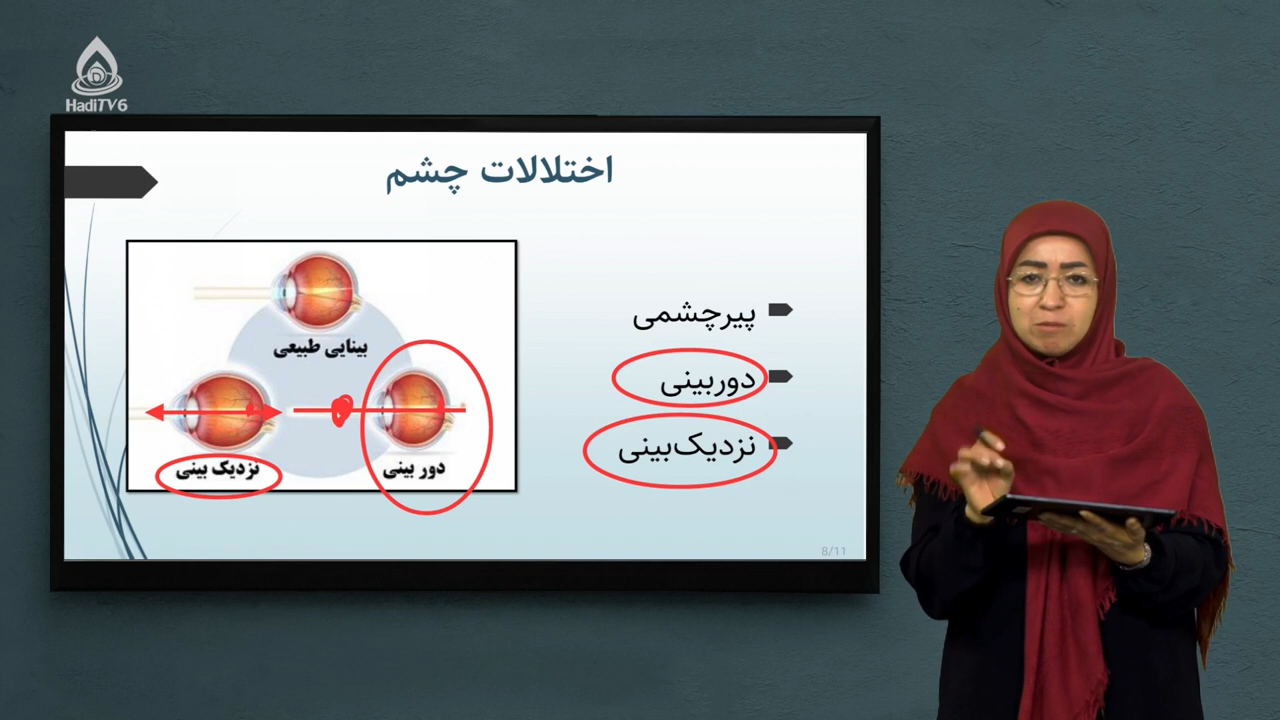 HadiTV6
اختلالات چشم
بینایی طبیعی
نزدیک بینی
دور بینی
پیرچشمی
دوربینی
نزدیک‌بینی
8/11